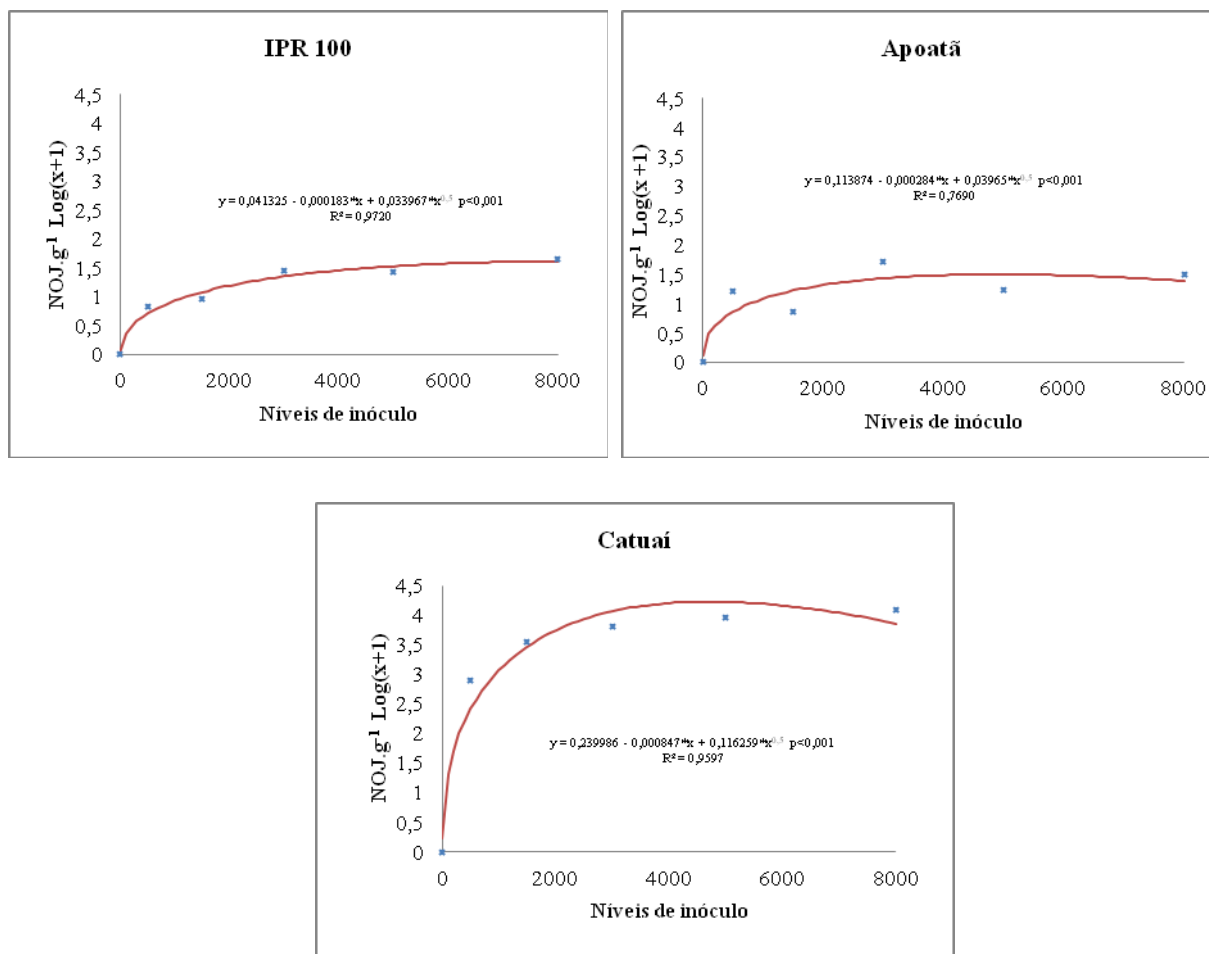 IPR 100
4,5
4
3,5
3
2,5
2
1,5
1
0,5
0
NOJ.g⁻¹ Log(x+1)
y = 0,041325 - 0,000183*x + 0,033967*x^0,5 p<0,001
R² = 0,9720
0 2000 4000 6000 8000
Níveis de inóculo
Apoatã
4,5
4
3,5
3
2,5
2
1,5
1
0,5
0
NOJ.g⁻¹ Log(x+1)
y = 0,113874 - 0,000284*x + 0,03965*x^0,5 p<0,001
R² = 0,7690
0 2000 4000 6000 8000
Níveis de inóculo
Catuaí
4,5
4
3,5
3
2,5
2
1,5
1
0,5
0
NOJ.g⁻¹ Log(x+1)
y = 0,239986 - 0,000847*x + 0,116259*x^0,5 p<0,001
R² = 0,9597
0 2000 4000 6000 8000
Níveis de inóculo